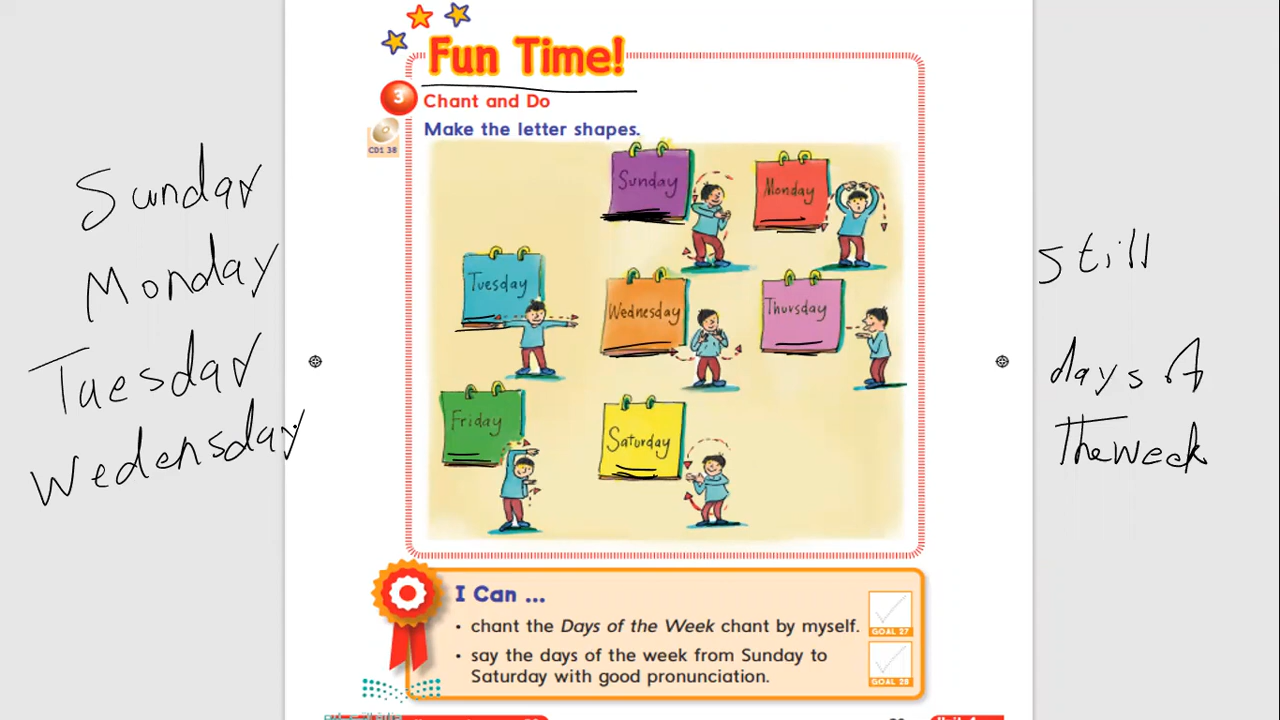 Fun Time!
3
Chant and Do
CD1 38
Make the letter shapes.
Sunday
Monday
Tuesday
Wednesday
Thursday
Friday
Saturday
Sunday
Monday
Tuesday
Wedensday
still
days of
the week
I Can ...
• chant the Days of the Week chant by myself.
GOAL 27
• say the days of the week from Sunday to
Saturday with good pronunciation.
GOAL 28